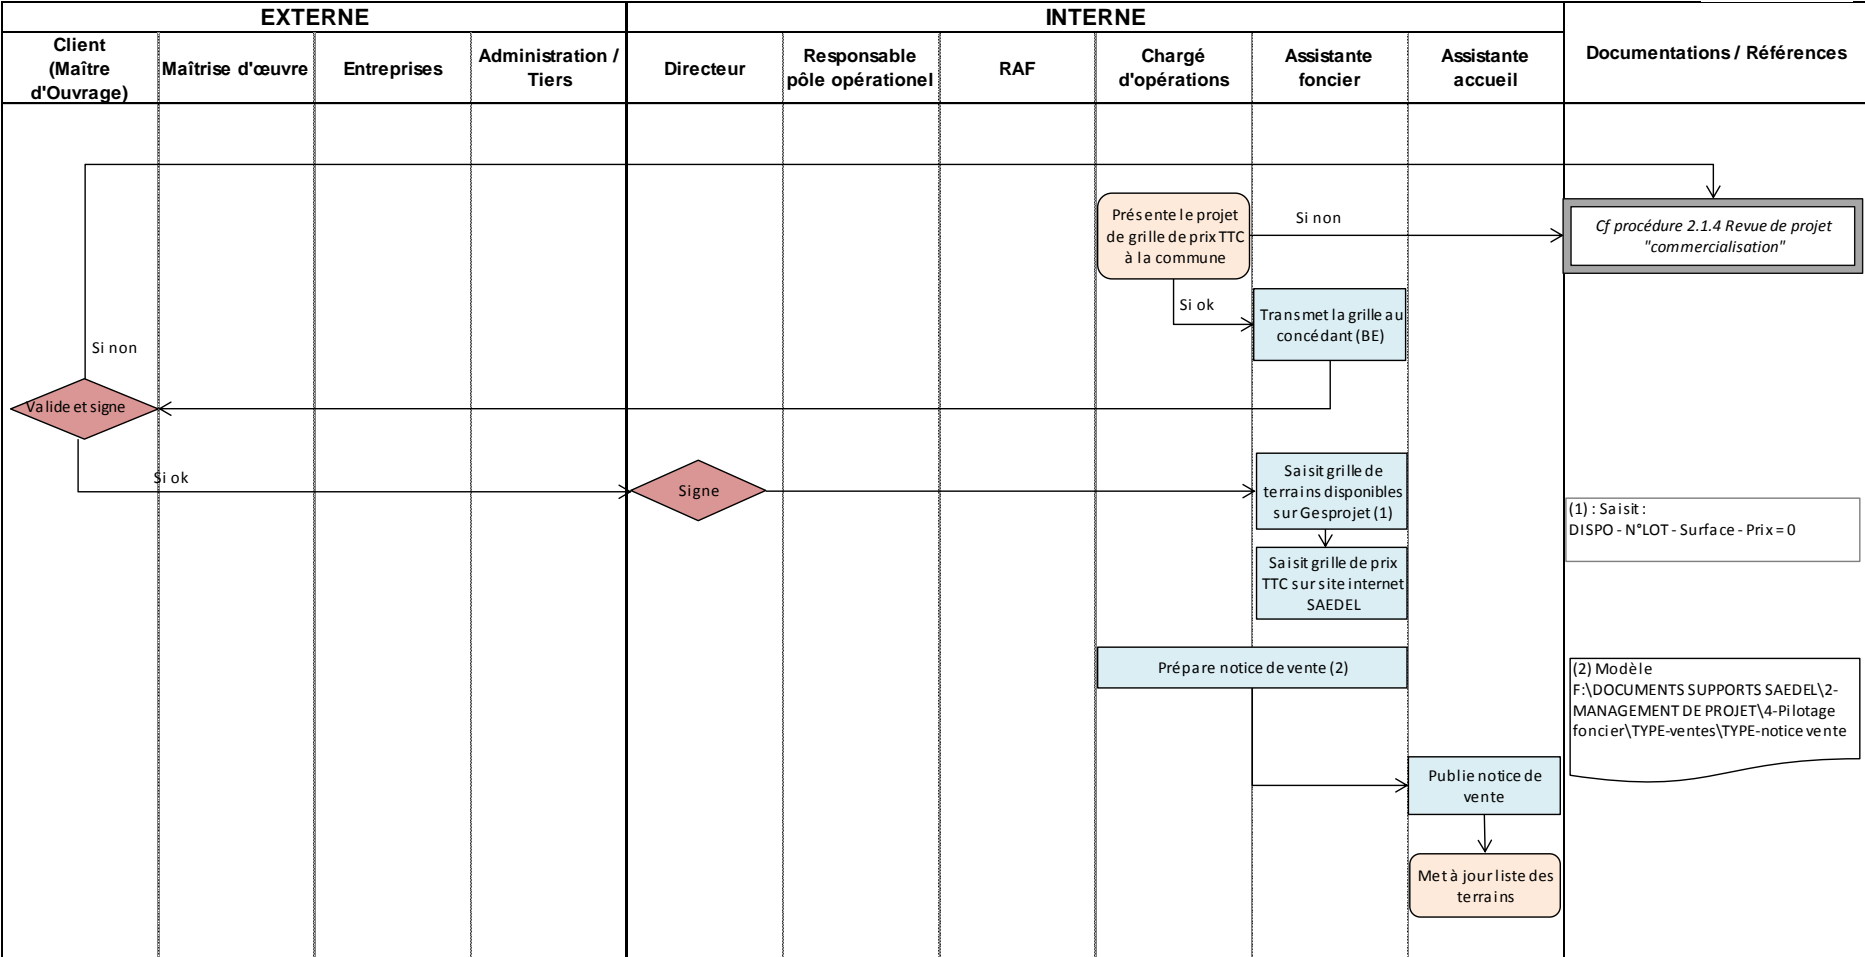 EXTERNE
INTERNE
Documentations / Références
Client
(Maître
d'Ouvrage)
Maîtrise d'œuvre
Entreprises
Administration /
Tiers
Directeur
Responsable
pôle opérationel
RAF
Chargé
d'opérations
Assistante
foncier
Assistante
accueil
Présente le projet
de grille de prix TTC
à la commune
Si non
Cf procédure 2.1.4 Revue de projet
"commercialisation"
Si ok
Transmet la grille au
concédant (BE)
Si non
Valide et signe
Si ok
Signe
Saisit grille de
terrains disponibles
sur Gesprojet (1)
(1) : Saisit :
DISPO - N°LOT - Surface - Prix = 0
Saisit grille de prix
TTC sur site internet
SAEDEL
Prépare notice de vente (2)
(2) Modèle
F:\DOCUMENTS SUPPORTS SAEDEL\2-
MANAGEMENT DE PROJET\4-Pilotage
foncier\TYPE-ventes\TYPE-notice vente
Publie notice de
vente
Met à jour liste des
terrains